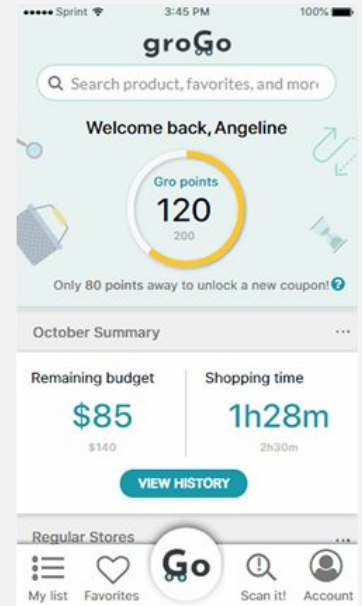 Sprint 3:45 PM 100%
groGo
Search product, favorites, and more
Welcome back, Angeline
Gro points
120
200
Only 80 points away to unlock a new coupon! ?
October Summary ...
Remaining budget Shopping time
$85 1h28m
$140 2h30m
VIEW HISTORY
Regular Stores ...
Go
My list Favorites Scan it! Account